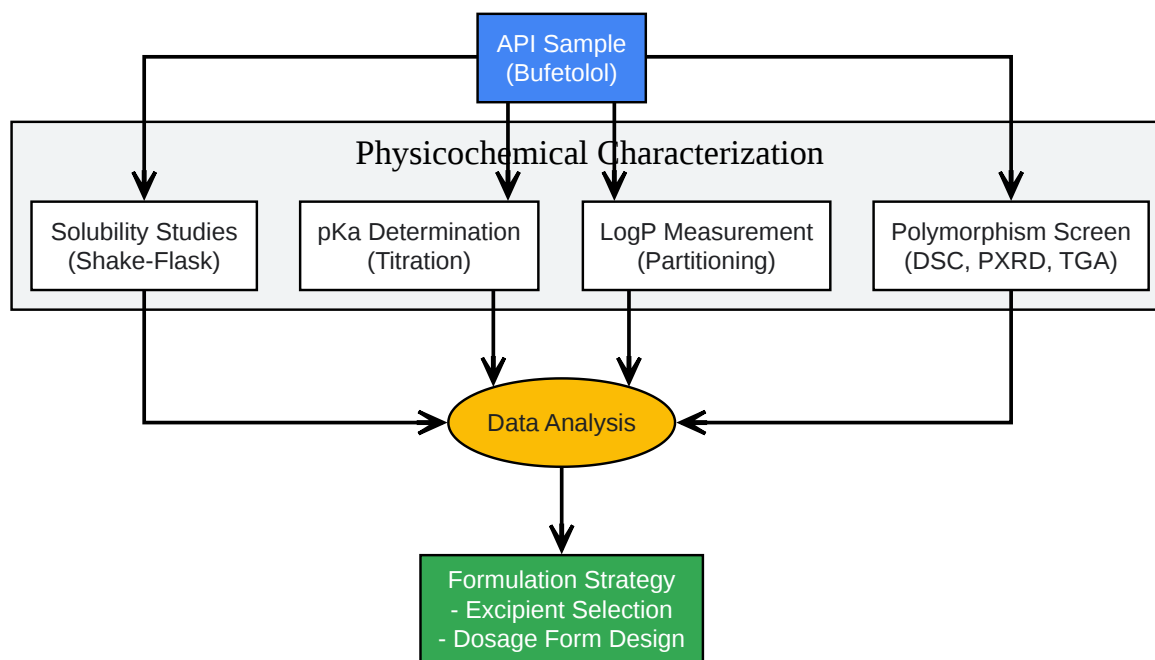 API Sample
(Bufetolol)
Physicochemical Characterization
Solubility Studies
(Shake-Flask)
pKa Determination
(Titration)
LogP Measurement
(Partitioning)
Polymorphism Screen
(DSC, PXRD, TGA)
Data Analysis
Formulation Strategy
- Excipient Selection
- Dosage Form Design